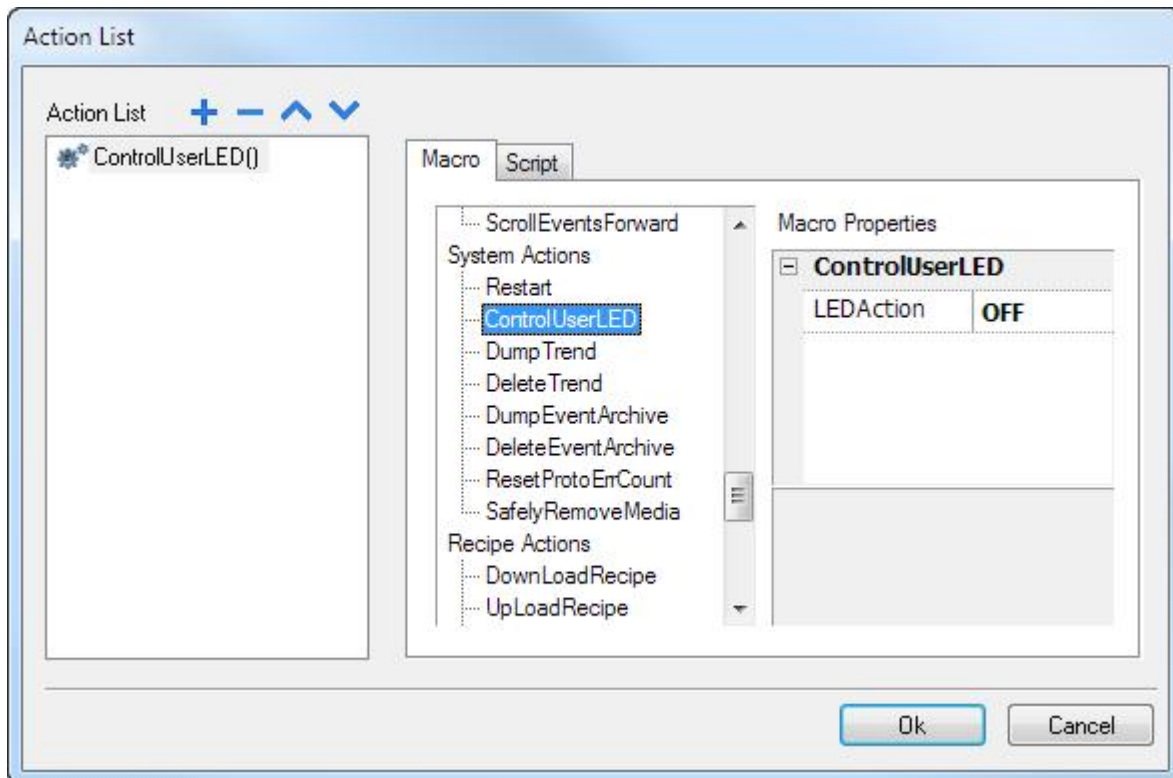 Action List
Action List
ControlUserLED()
Macro
Script
ScrollEventsForward
System Actions
Restart
ControlUserLED
DumpTrend
DeleteTrend
DumpEventArchive
DeleteEventArchive
ResetProtoErrCount
SafelyRemoveMedia
Recipe Actions
DownLoadRecipe
UpLoadRecipe
Macro Properties
ControlUserLED
LEDAction OFF
Ok Cancel